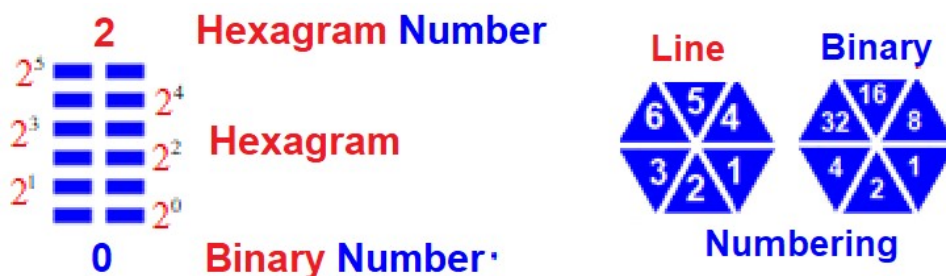 2 Hexagram Number
2⁵
2⁴
2³
Hexagram
2²
2¹
2⁰
0 Binary Number
Line
6 5 4
3 2 1
Binary
32 16 8
4 2 1
Numbering